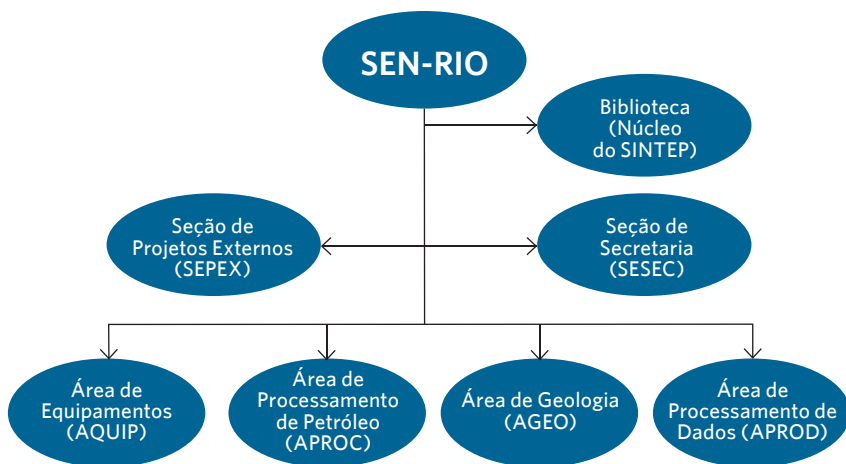 SEN-RIO
Biblioteca
(Núcleo
do SINTEP)
Seção de
Projetos Externos
(SEPEX)
Seção de
Secretaria
(SESEC)
Área de
Equipamentos
(AQUIP)
Área de
Processamento
de Petróleo
(APROC)
Área de Geologia
(AGEO)
Área de
Processamento de
Dados (APROD)